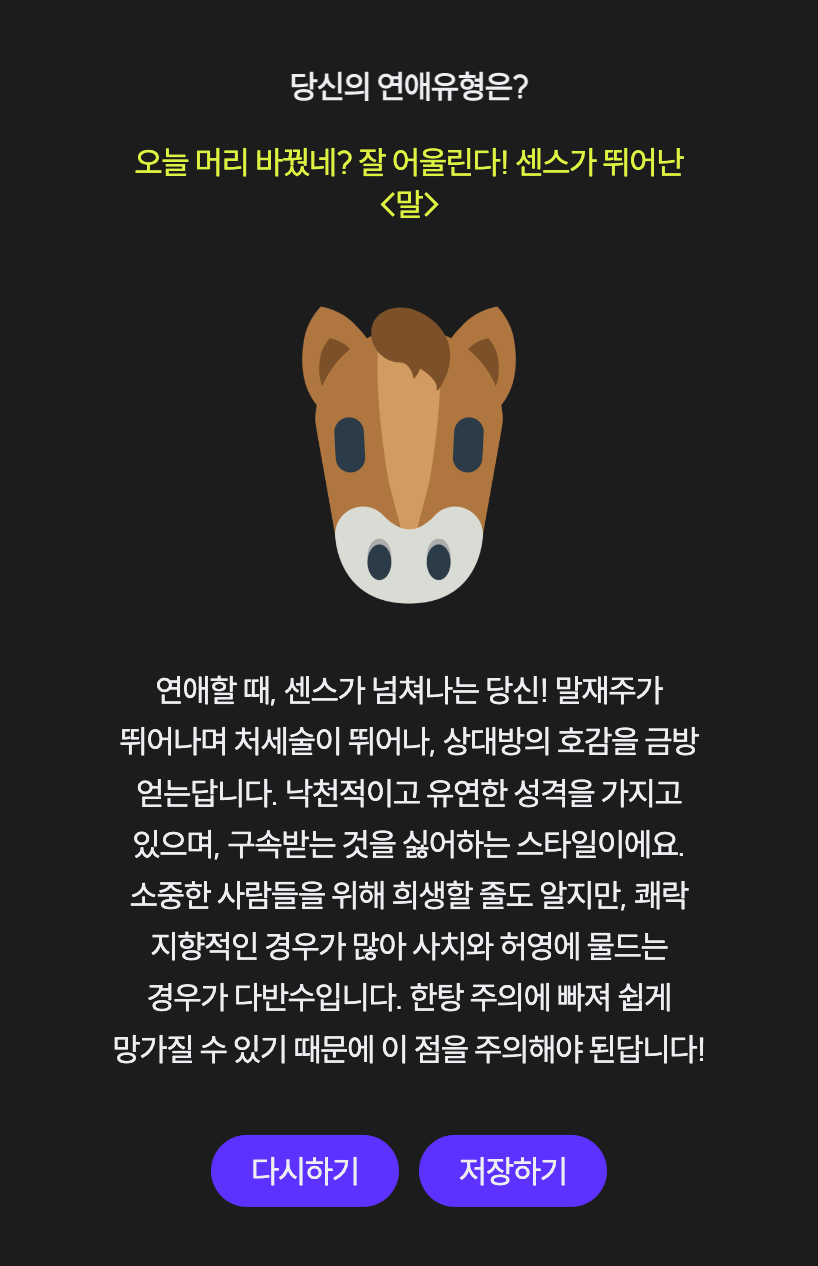 당신의 연애유형은?
오늘 머리 바꿨네? 잘 어울린다! 센스가 뛰어난
<말>
연애할 때, 센스가 넘쳐나는 당신! 말재주가
뛰어나며 처세술이 뛰어나, 상대방의 호감을 금방
얻는답니다. 낙천적이고 유연한 성격을 가지고
있으며, 구속받는 것을 싫어하는 스타일이에요.
소중한 사람들을 위해 희생할 줄도 알지만, 쾌락
지향적인 경우가 많아 사치와 허영에 물드는
경우가 다반수입니다. 한탕 주의에 빠져 쉽게
망가질 수 있기 때문에 이 점을 주의해야 된답니다!
다시하기
저장하기